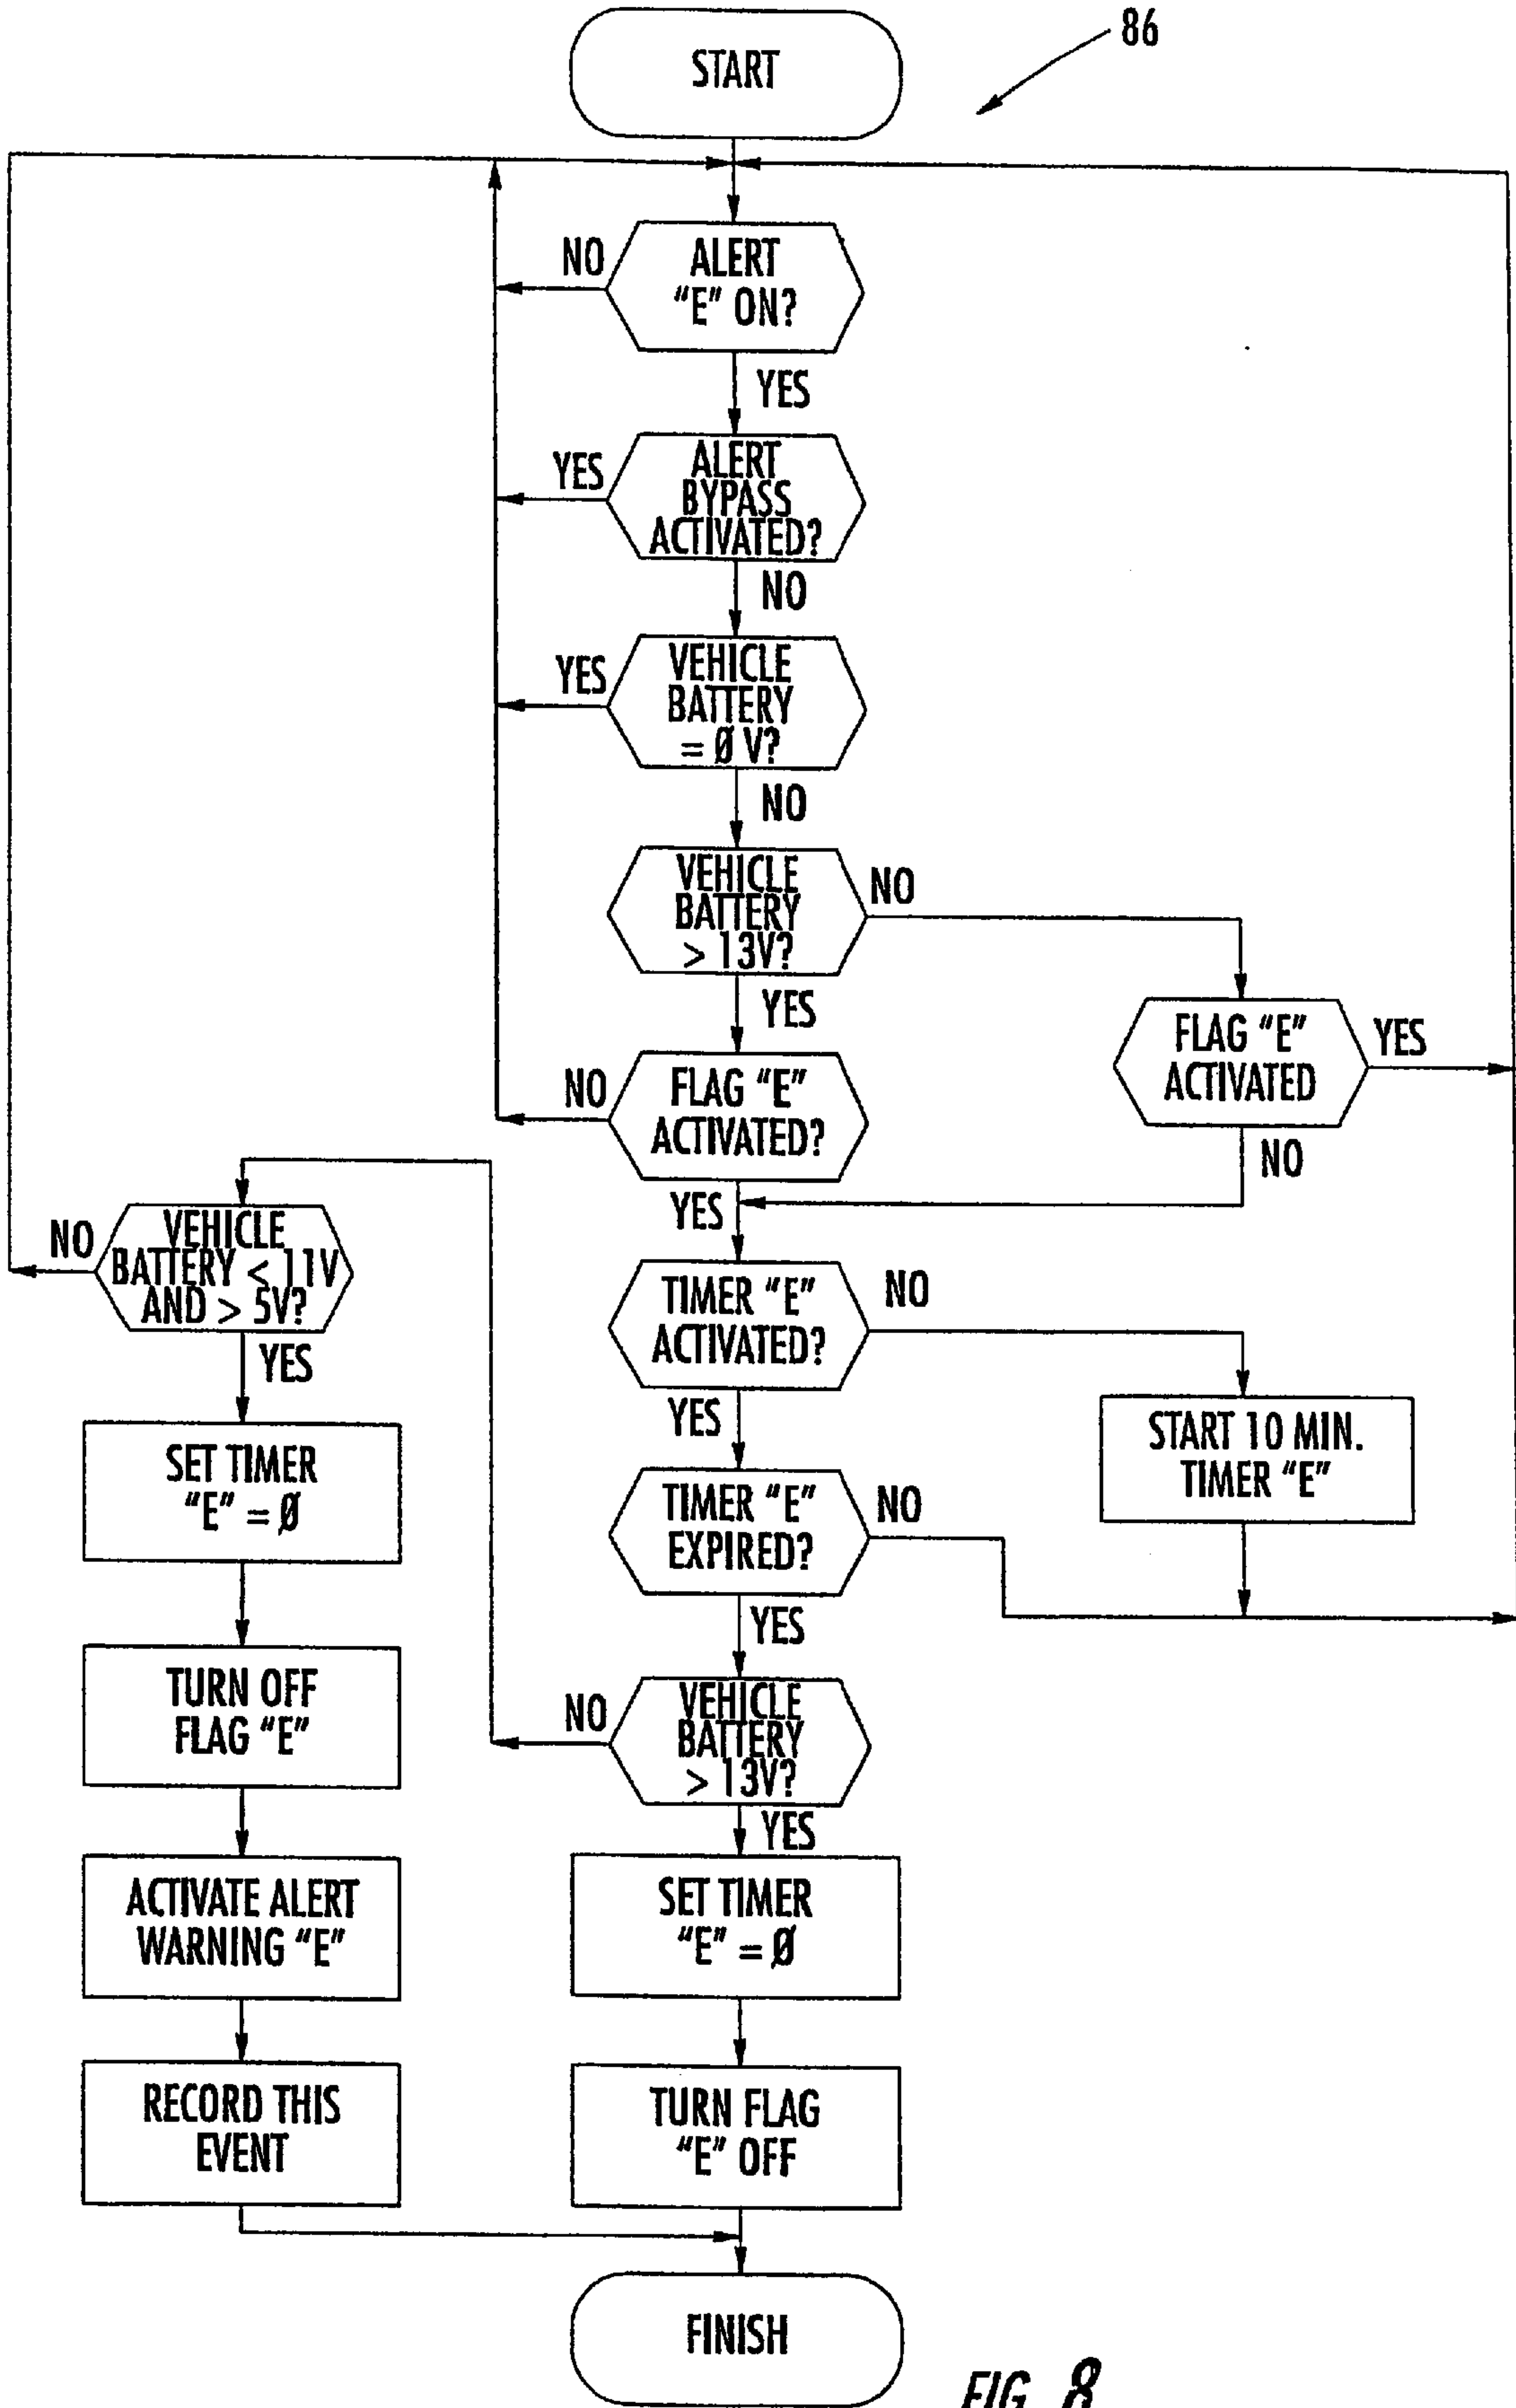 START
86
NO
ALERT
"E" ON?
YES
YES
ALERT
BYPASS
ACTIVATED?
NO
YES
VEHICLE
BATTERY
= Ø V?
NO
VEHICLE
BATTERY
> 13V?
NO
YES
FLAG "E"
ACTIVATED
YES
NO
NO
FLAG "E"
ACTIVATED?
YES
NO
VEHICLE
BATTERY < 11V
AND > 5V?
YES
TIMER "E"
ACTIVATED?
NO
YES
START 10 MIN.
TIMER "E"
SET TIMER
"E" = Ø
TIMER "E"
EXPIRED?
NO
YES
TURN OFF
FLAG "E"
NO
VEHICLE
BATTERY
> 13V?
YES
ACTIVATE ALERT
WARNING "E"
SET TIMER
"E" = Ø
RECORD THIS
EVENT
TURN FLAG
"E" OFF
FINISH
FIG. 8